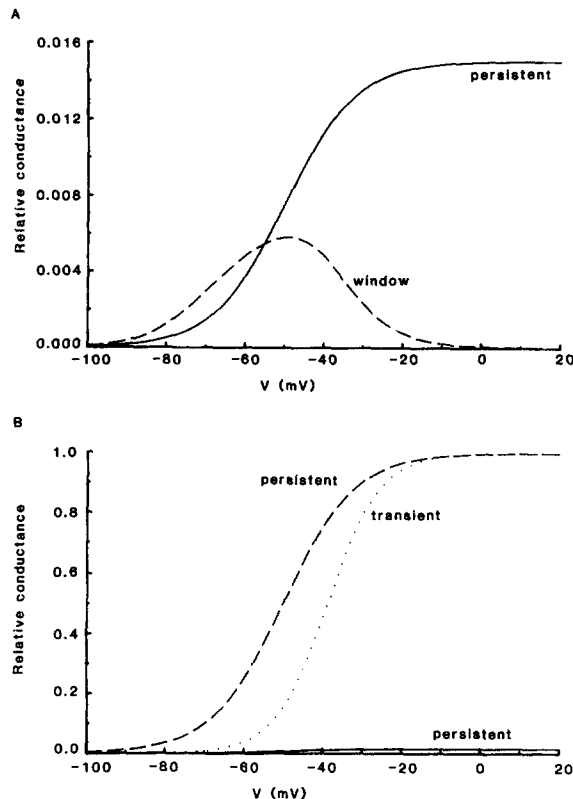 A
0.016
persistent
0.012
Relative conductance
0.008
window
0.004
0.000
-100 -80 -60 -40 -20 0 20
V (mV)
B
1.0
persistent
0.8
transient
Relative conductance
0.6
0.4
0.2
persistent
0.0
-100 -80 -60 -40 -20 0 20
V (mV)